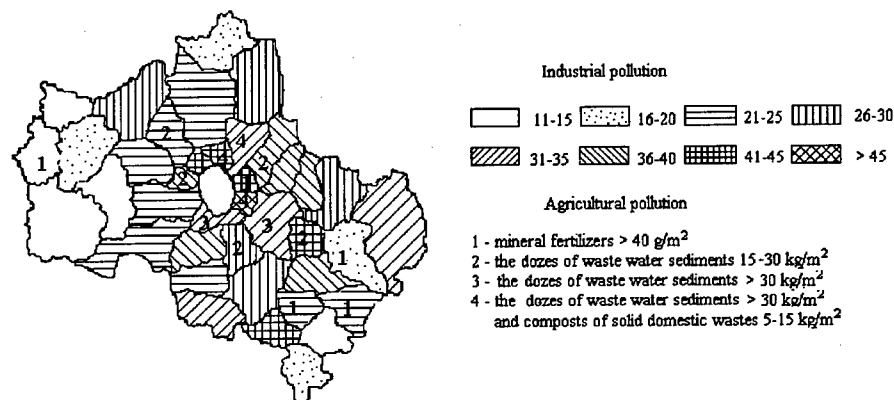 Industrial pollution
11-15 16-20 21-25 26-30
31-35 36-40 41-45 > 45
Agricultural pollution
1 - mineral fertilizers > 40 g/m²
2 - the dozes of waste water sediments 15-30 kg/m²
3 - the dozes of waste water sediments > 30 kg/m²
4 - the dozes of waste water sediments > 30 kg/m²
and composts of solid domestic wastes 5-15 kg/m²
4
2
1
3
3
2
1
1
1